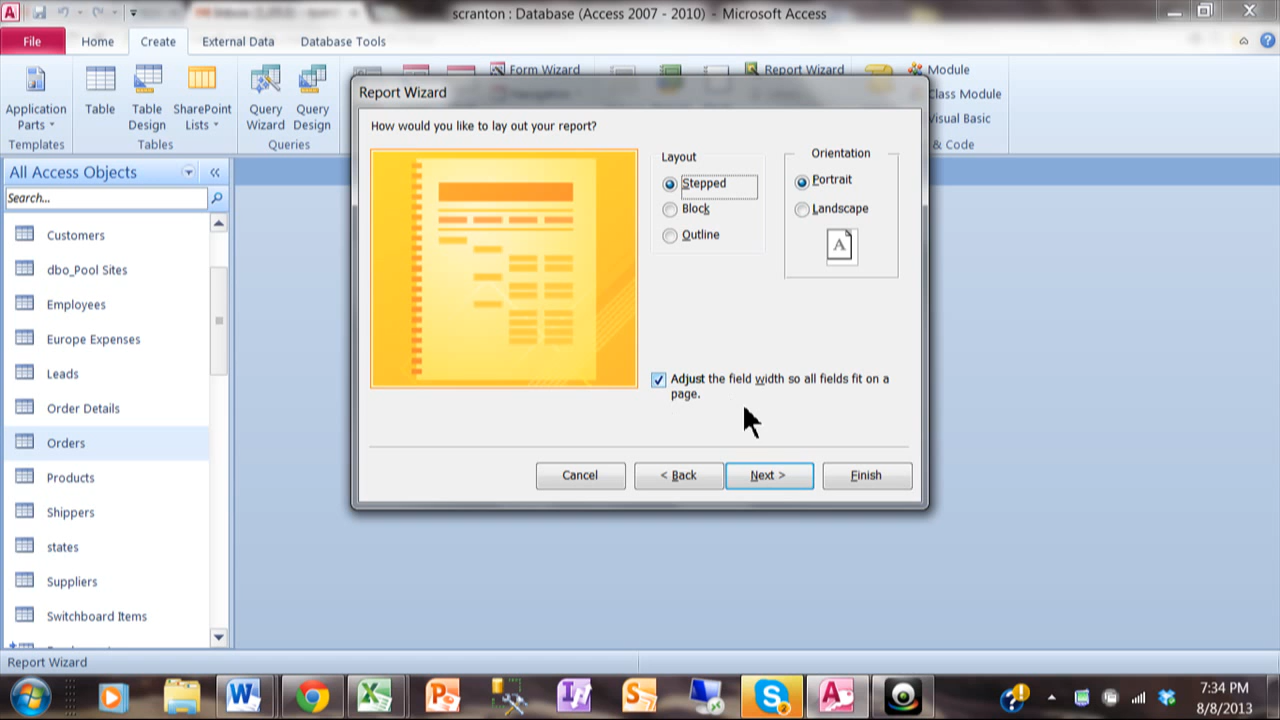 scranton : Database (Access 2007 - 2010) - Microsoft Access
File Home Create External Data Database Tools
Application Parts
Table
Table Design
SharePoint Lists
Query Wizard
Query Design
Form Wizard
Report Wizard
Module
Class Module
Visual Basic
Templates Tables Queries & Code
All Access Objects
Search...
Customers
dbo_Pool Sites
Employees
Europe Expenses
Leads
Order Details
Orders
Products
Shippers
states
Suppliers
Switchboard Items
Report Wizard
How would you like to lay out your report?
Layout
Stepped
Block
Outline
Orientation
Portrait
Landscape
A
Adjust the field width so all fields fit on a
page.
Cancel
< Back
Next >
Finish
Report Wizard
7:34 PM
8/8/2013